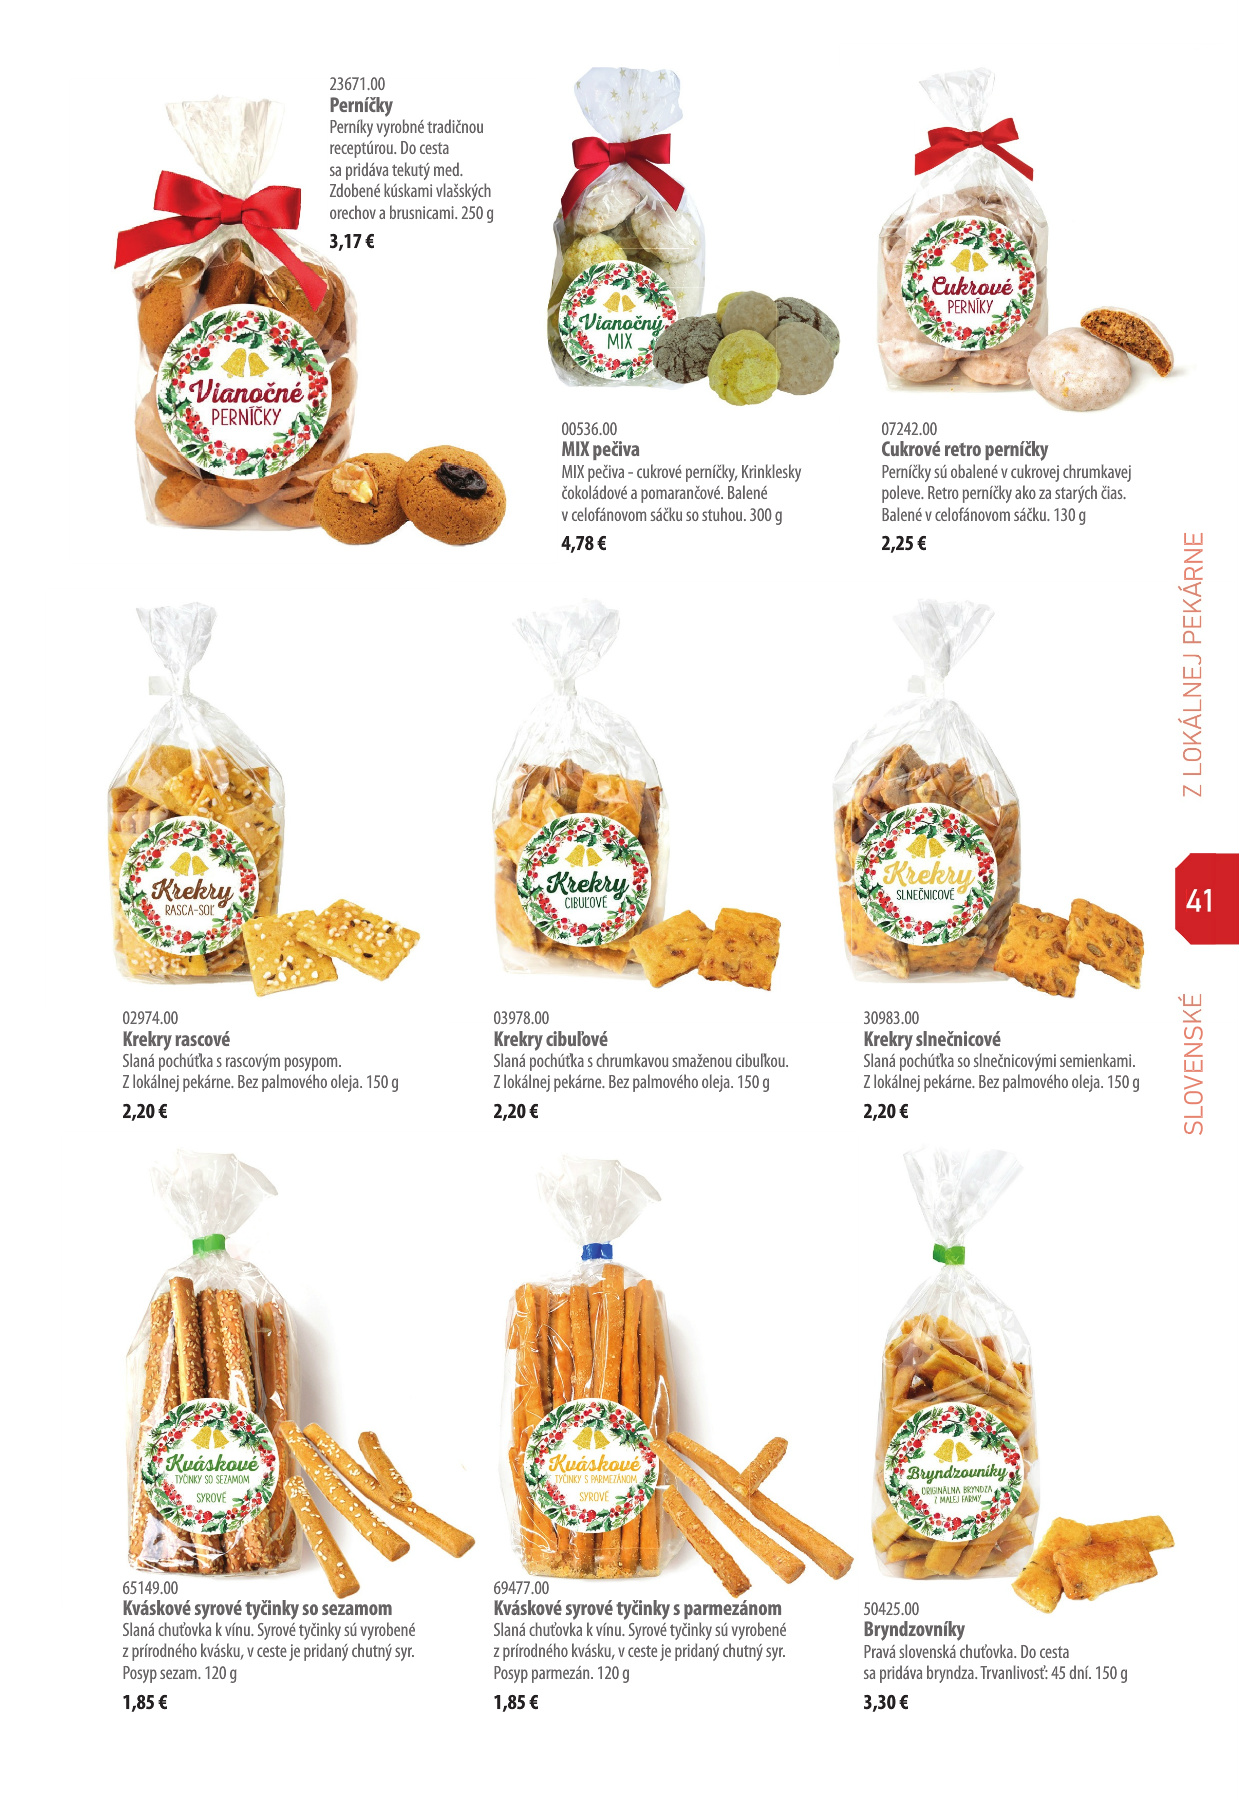 23671.00
Perníčky
Perníky vyrobné tradičnou
receptúrou. Do cesta
sa pridáva tekutý med.
Zdobené kúskami vlašských
orechov a brusnicami. 250 g
3,17 €
Vianočné
PERNÍČKY
Vianočný
MIX
00536.00
MIX pečiva
MIX pečiva - cukrové perníčky, Krinklesky
čokoládové a pomarančové. Balené
v celofánovom sáčku so stuhou. 300 g
4,78 €
Cukrové
PERNÍKY
07242.00
Cukrové retro perníčky
Perníčky sú obalené v cukrovej chrumkavej
poleve. Retro perníčky ako za starých čias.
Balené v celofánovom sáčku. 130 g
2,25 €
Krekry
RASCA-SOĽ
02974.00
Krekry rascové
Slaná pochúťka s rascovým posypom.
Z lokálnej pekárne. Bez palmového oleja. 150 g
2,20 €
Krekry
CIBUĽOVÉ
03978.00
Krekry cibuľové
Slaná pochúťka s chrumkavou smaženou cibuľkou.
Z lokálnej pekárne. Bez palmového oleja. 150 g
2,20 €
Krekry
SLNEČNICOVÉ
30983.00
Krekry slnečnicové
Slaná pochúťka so slnečnicovými semienkami.
Z lokálnej pekárne. Bez palmového oleja. 150 g
2,20 €
Kváskové
TYČINKY SO SEZAMOM
SYROVÉ
65149.00
Kváskové syrové tyčinky so sezamom
Slaná chuťovka k vínu. Syrové tyčinky sú vyrobené
z prírodného kvásku, v ceste je pridaný chutný syr.
Posyp sezam. 120 g
1,85 €
Kváskové
TYČINKY S PARMEZÁNOM
SYROVÉ
69477.00
Kváskové syrové tyčinky s parmezánom
Slaná chuťovka k vínu. Syrové tyčinky sú vyrobené
z prírodného kvásku, v ceste je pridaný chutný syr.
Posyp parmezán. 120 g
1,85 €
Bryndzovníky
ORIGINÁLNA BRYNDZA
Z MALEJ FARMY
50425.00
Bryndzovníky
Pravá slovenská chuťovka. Do cesta
sa pridáva bryndza. Trvanlivosť: 45 dní. 150 g
3,30 €
Z LOKÁLNEJ PEKÁRNE
41
SLOVENSKÉ